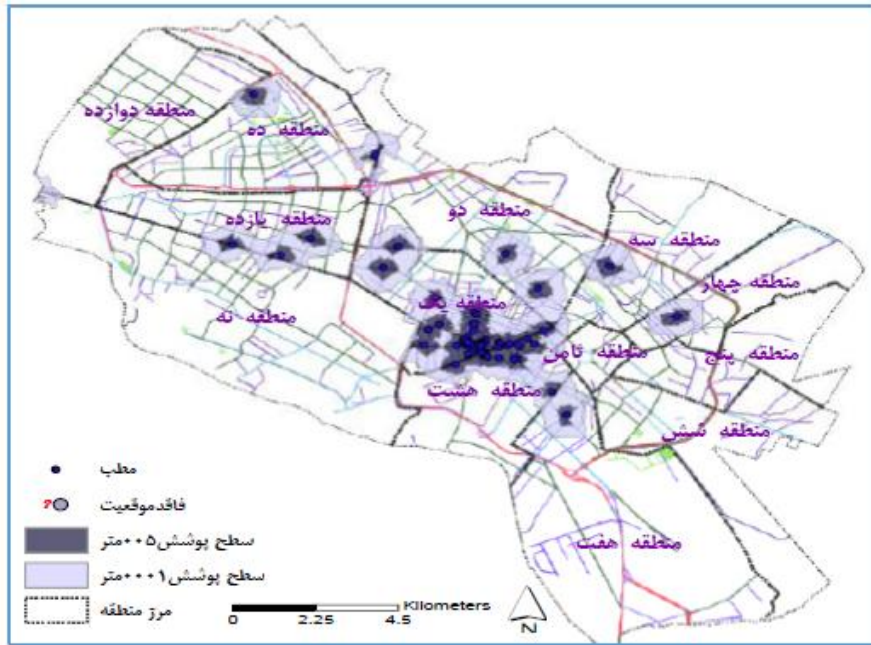 منطقه دوازده
منطقه ده
منطقه دو
منطقه یازده
منطقه سه
منطقه چهار
منطقه یک
منطقه نه
منطقه ثامن
منطقه پنج
منطقه هشت
منطقه شش
منطقه هفت
مطب
فاقدموقعیت
?
سطح پوشش۰۰۵متر
سطح پوشش۰۰۰۱متر
مرز منطقه
Kilometers
0 2.25 4.5
N